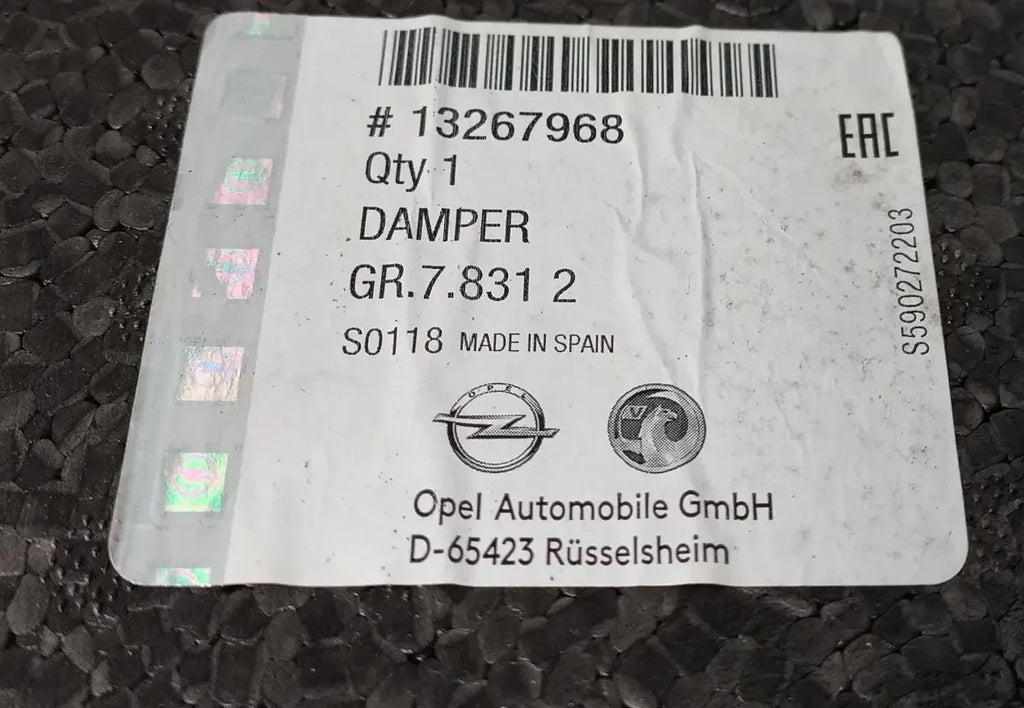 # 13267968
EAC
Qty 1
DAMPER
GR.7.831 2
S0118 MADE IN SPAIN
S590272203
OPEL
V
Opel Automobile GmbH
D-65423 Rüsselsheim